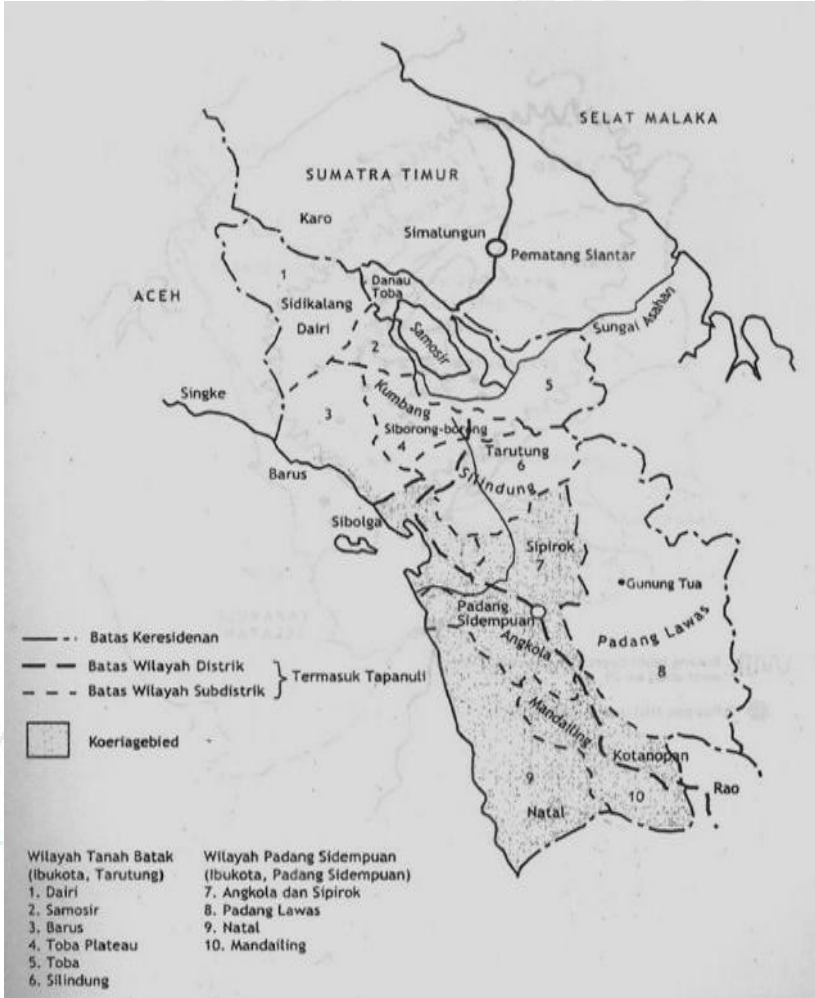 SELAT MALAKA
SUMATRA TIMUR
Karo
Simalungun
Pematang Siantar
1
Danau
Toba
ACEH
Sidikalang
Dairi
Samosir
Sungai Asahan
2
5
Singke
Kumbang
3
Siborong-borong
4
Tarutung
6
Silindung
Barus
Sibolga
Sipirok
7
Gunung Tua
Padang
Sidempuan
Angkola
Padang Lawas
8
Mandailing
Kotanopan
9
10
Rao
Natal
Batas Keresidenan
Batas Wilayah Distrik
Batas Wilayah Subdistrik
Termasuk Tapanuli
Koeriagebied
Wilayah Tanah Batak
(Ibukota, Tarutung)
1. Dairi
2. Samosir
3. Barus
4. Toba Plateau
5. Toba
6. Silindung
Wilayah Padang Sidempuan
(Ibukota, Padang Sidempuan)
7. Angkola dan Sipirok
8. Padang Lawas
9. Natal
10. Mandailing